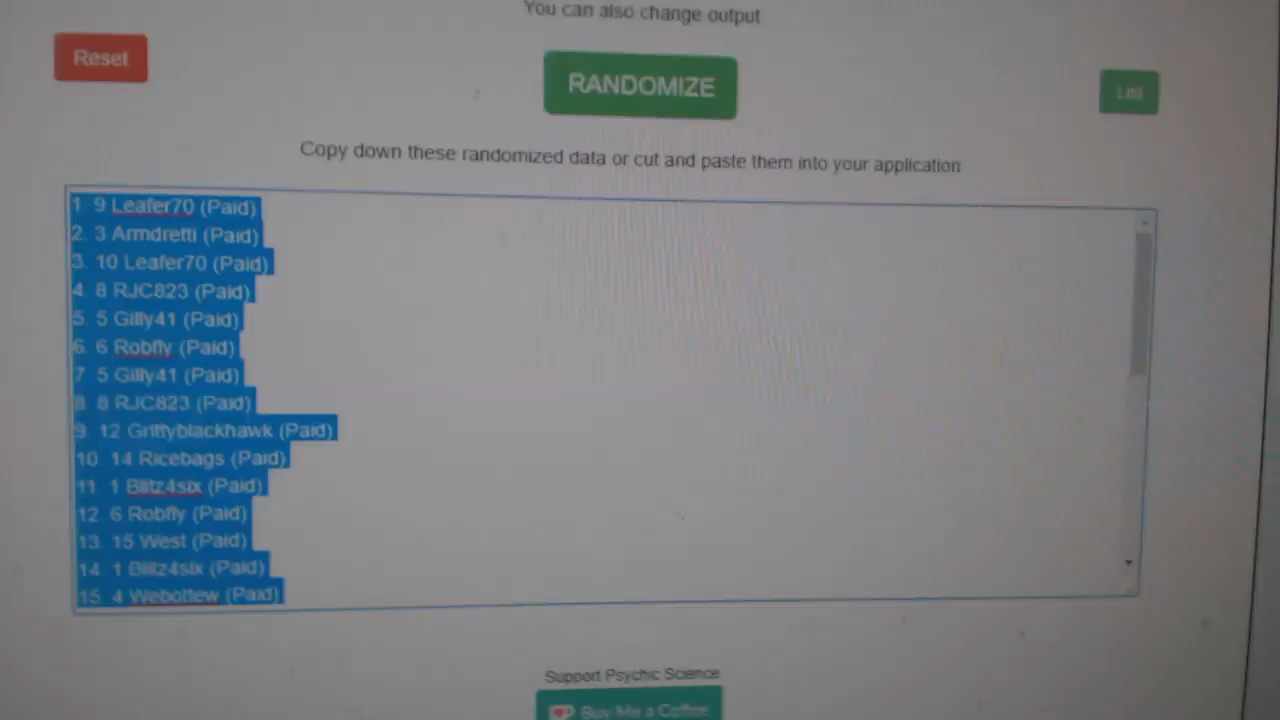 You can also change output
Reset
RANDOMIZE
List
Copy down these randomized data or cut and paste them into your application
1. 9 Leafer70 (Paid)
2. 3 Armdretti (Paid)
3. 10 Leafer70 (Paid)
4. 8 RJC823 (Paid)
5. 5 Gilly41 (Paid)
6. 6 Robfly (Paid)
7. 5 Gilly41 (Paid)
8. 8 RJC823 (Paid)
9. 12 Grittyblackhawk (Paid)
10. 14 Ricebags (Paid)
11. 1 Blitz4six (Paid)
12. 6 Robfly (Paid)
13. 15 West (Paid)
14. 1 Blitz4six (Paid)
15. 4 Webottew (Paid)
Support Psychic Science
Buy Me a Coffee